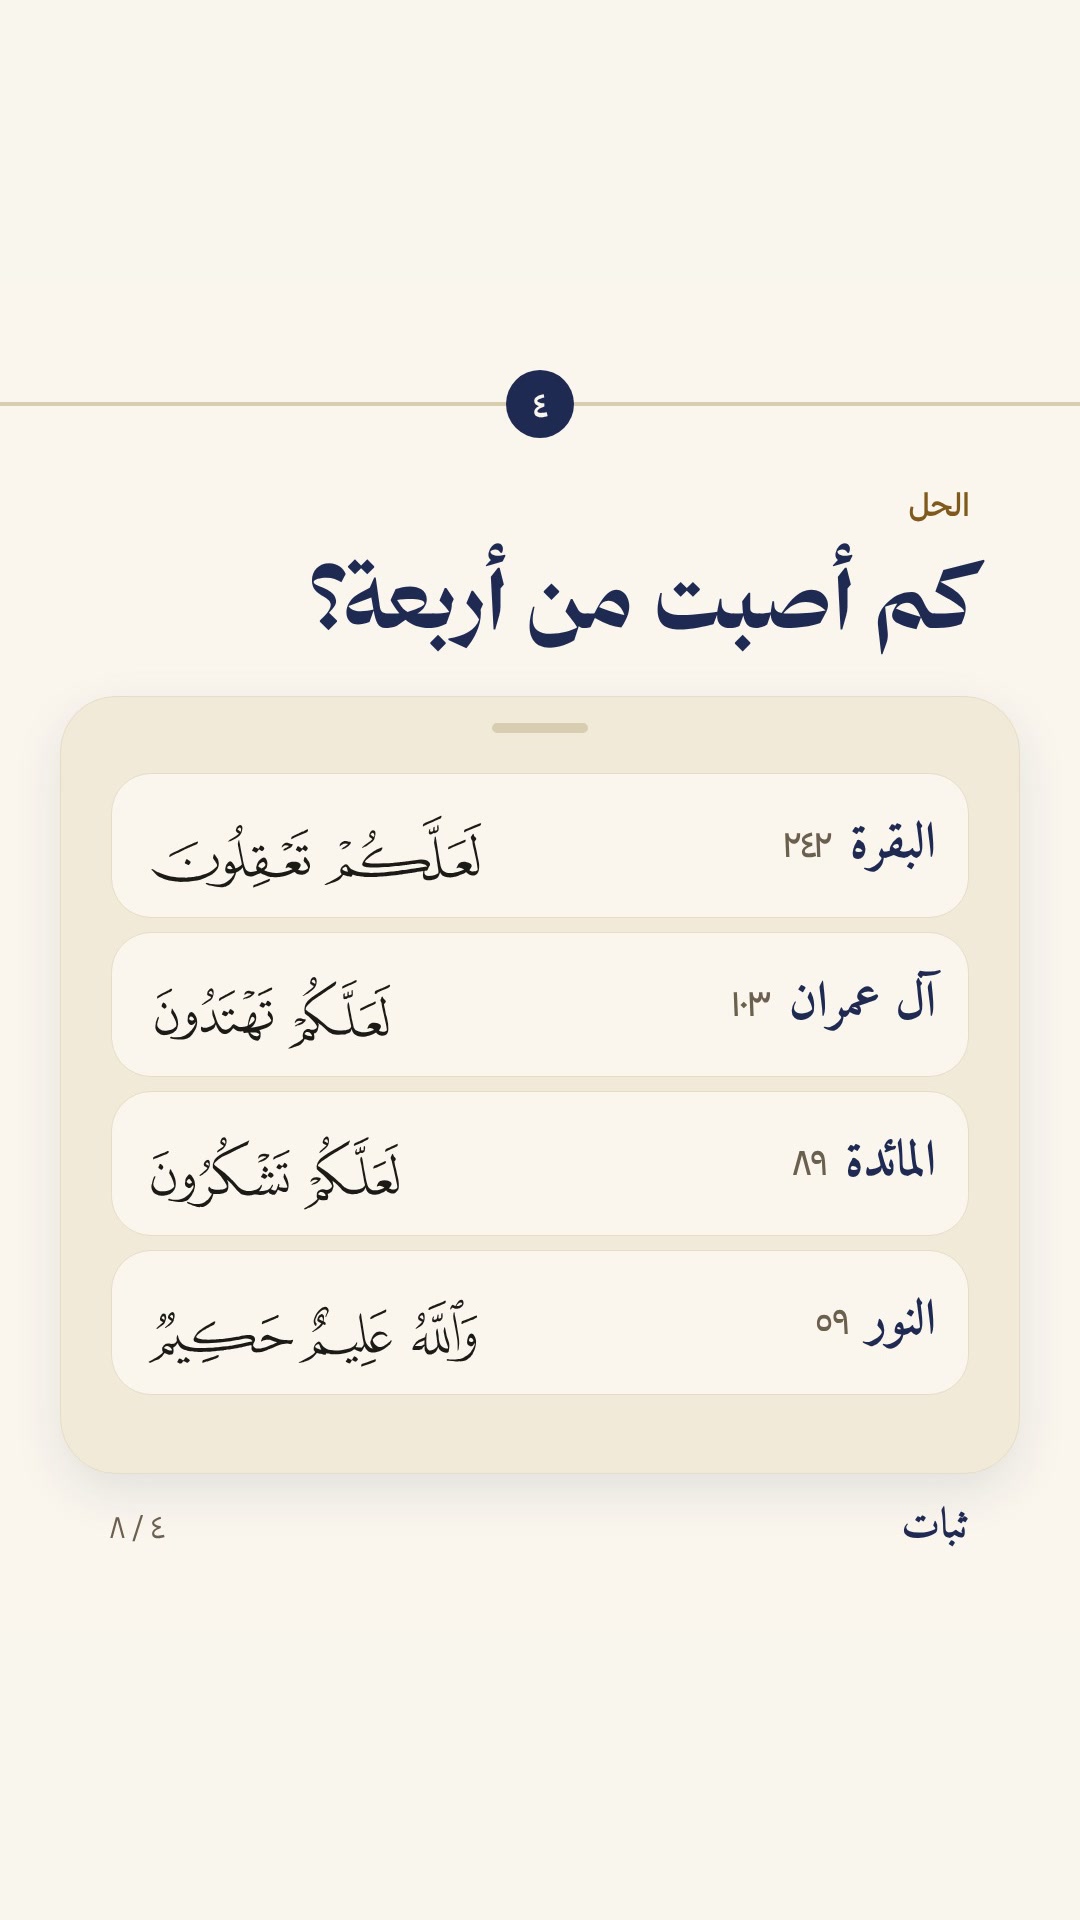 ٤
الحل
كم أصبت من أربعة؟
البقرة ٢٤٢
لَعَلَّكُمْ تَعْقِلُونَ
آل عمران ١٠٣
لَعَلَّكُمْ تَهْتَدُونَ
المائدة ٨٩
لَعَلَّكُمْ تَشْكُرُونَ
النور ٥٩
وَٱللَّهُ عَلِيمٌ حَكِيمٌ
ثبات
٤ / ٨